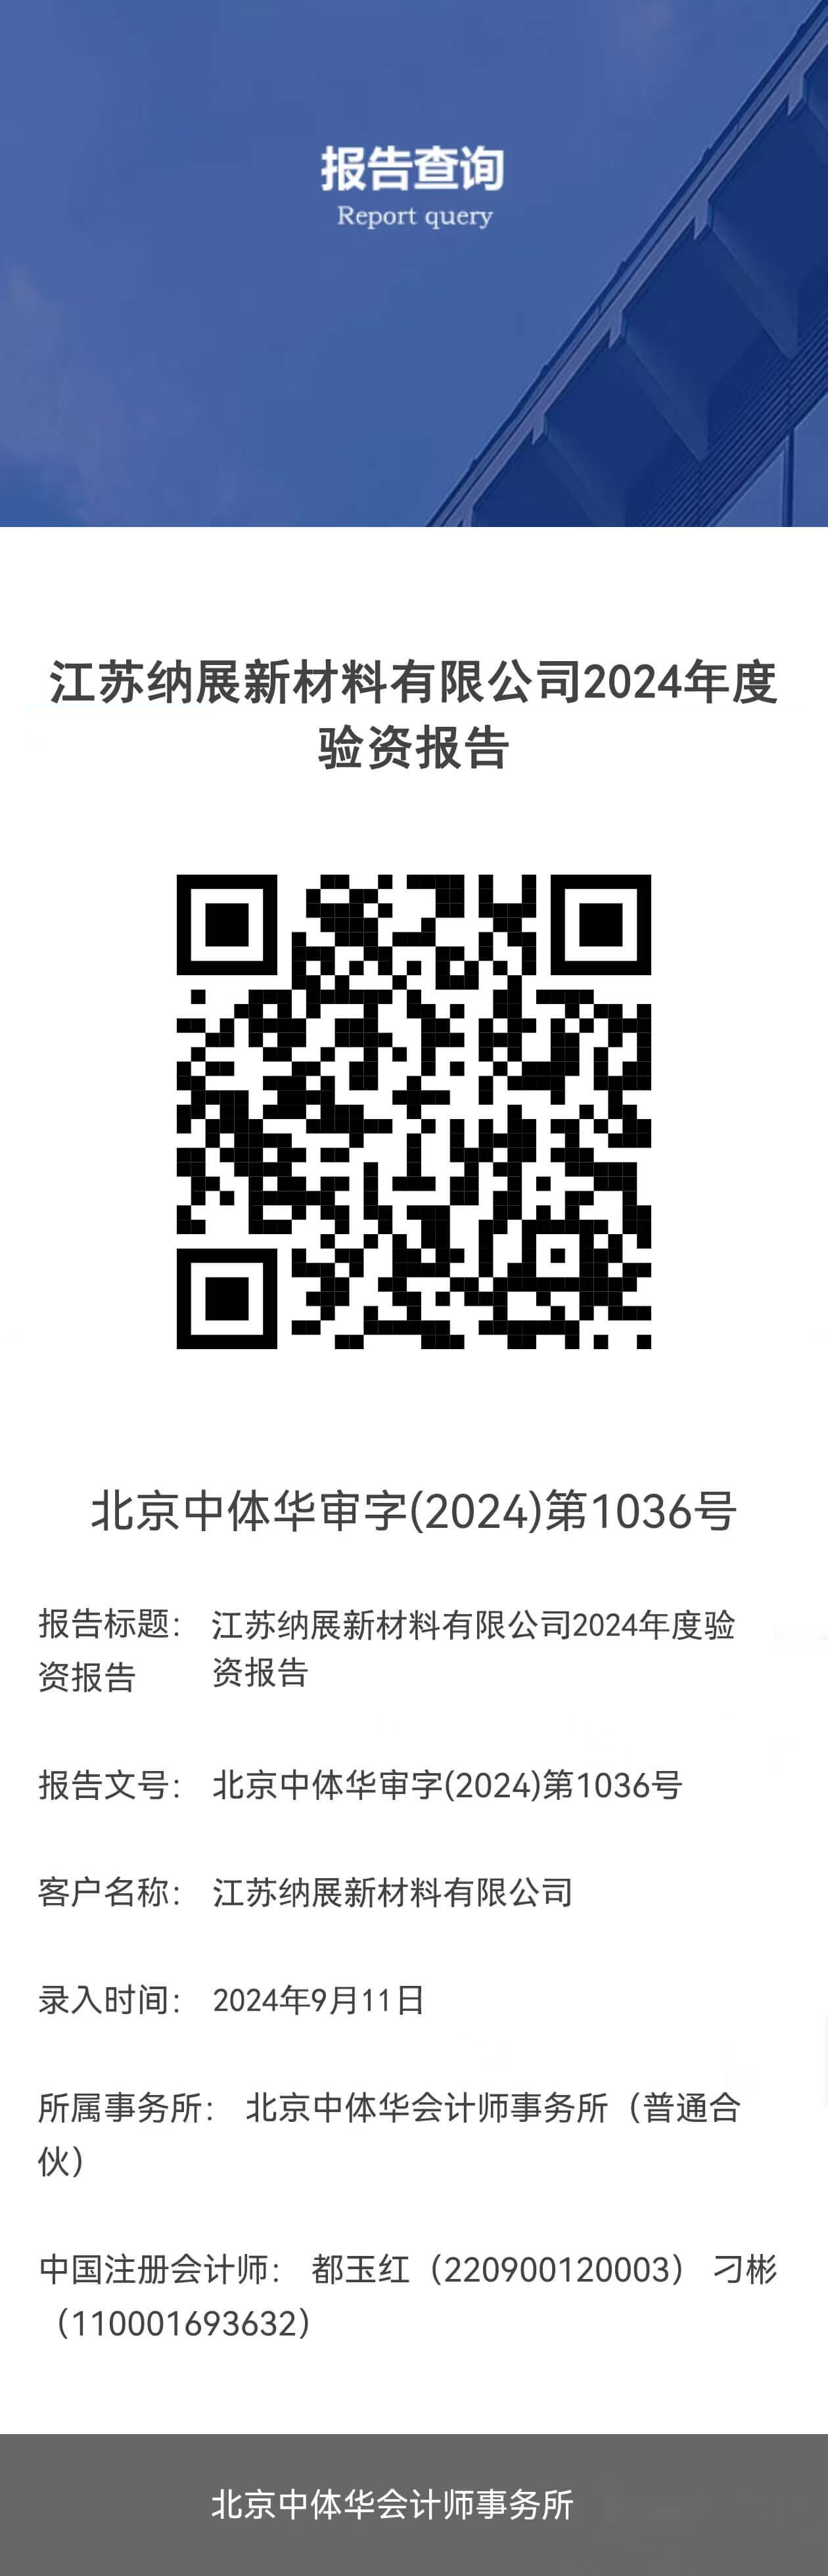 报告查询
Report query
江苏纳展新材料有限公司2024年度
验资报告
北京中体华审字(2024)第1036号
报告标题： 江苏纳展新材料有限公司2024年度验
资报告 资报告
报告文号： 北京中体华审字(2024)第1036号
客户名称： 江苏纳展新材料有限公司
录入时间： 2024年9月11日
所属事务所： 北京中体华会计师事务所（普通合
伙）
中国注册会计师： 都玉红（220900120003） 刁彬
（110001693632）
北京中体华会计师事务所